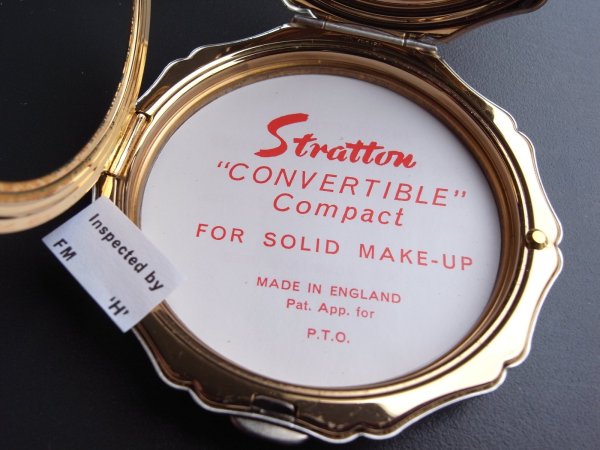 Stratton
"CONVERTIBLE"
Compact
FOR SOLID MAKE-UP
MADE IN ENGLAND
Pat. App. for
P.T.O.
Inspected by
FM 'H'